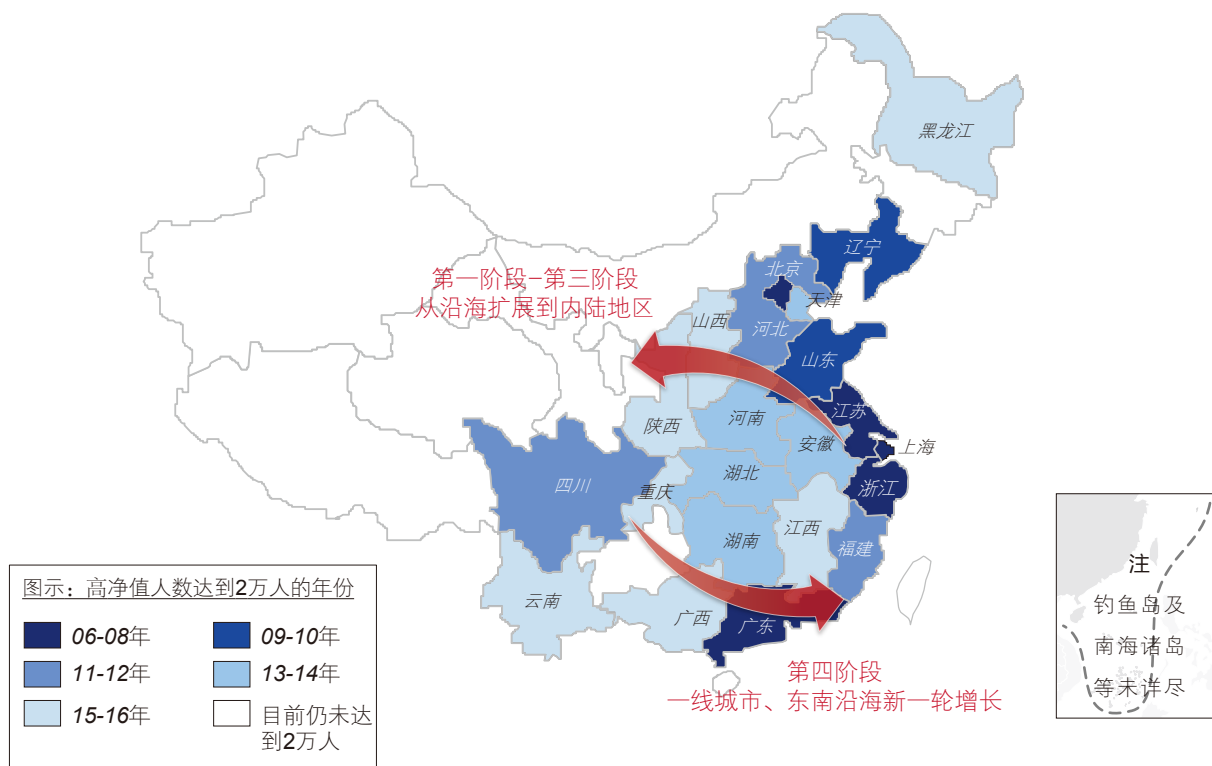 黑龙江
辽宁
北京
天津
第一阶段-第三阶段
从沿海扩展到内陆地区
山西
河北
山东
陕西
河南
江苏
安徽
上海
四川
重庆
湖北
浙江
湖南
江西
福建
云南
广西
广东
第四阶段
一线城市、东南沿海新一轮增长
图示：高净值人数达到2万人的年份
06-08年
09-10年
11-12年
13-14年
15-16年
目前仍未达
到2万人
注
钓鱼岛及
南海诸岛
等未详尽